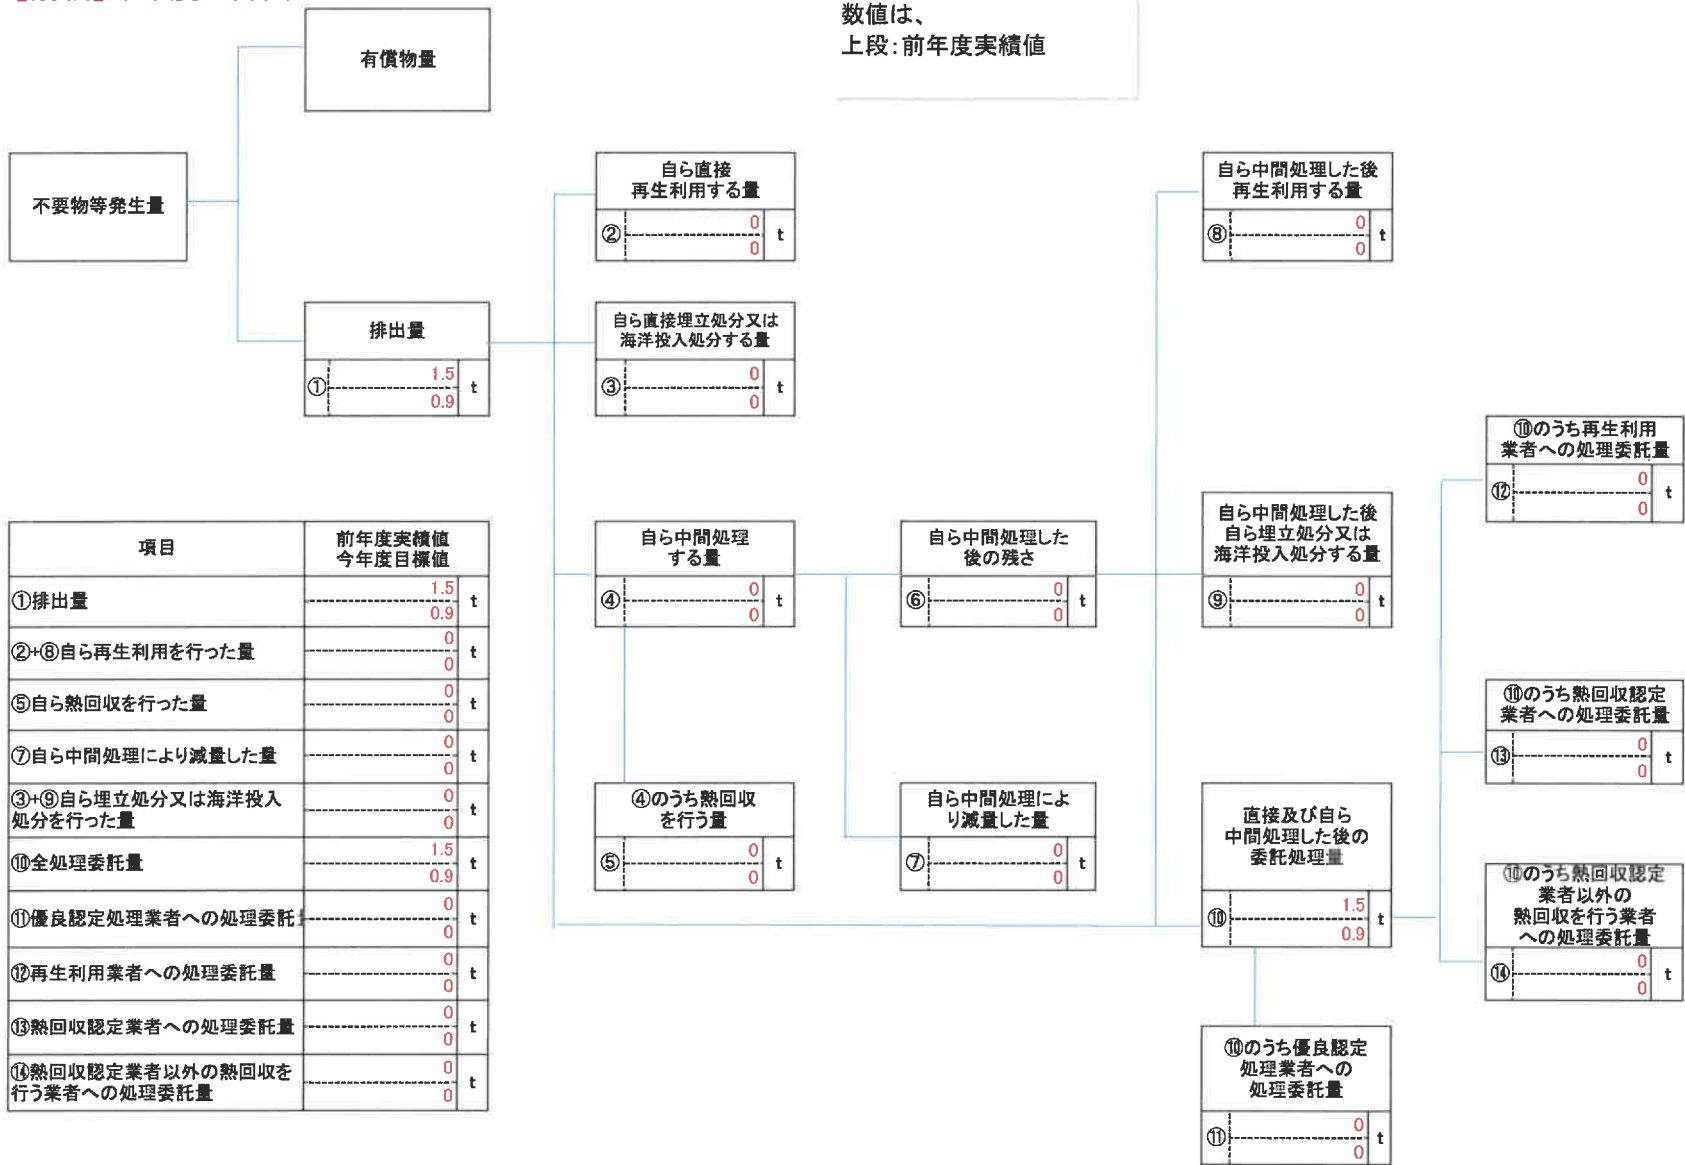 数値は、
上段:前年度実績値
有償物量
不要物等発生量
排出量
① 1.5 t
0.9
自ら直接
再生利用する量
② 0 t
0
自ら直接埋立処分又は
海洋投入処分する量
③ 0 t
0
自ら中間処理
する量
④ 0 t
0
④のうち熱回収
を行う量
⑤ 0 t
0
自ら中間処理した
後の残さ
⑥ 0 t
0
自ら中間処理によ
り減量した量
⑦ 0 t
0
自ら中間処理した後
再生利用する量
⑧ 0 t
0
自ら中間処理した後
自ら埋立処分又は
海洋投入処分する量
⑨ 0 t
0
直接及び自ら
中間処理した後の
委託処理量
⑩ 1.5 t
0.9
⑩のうち優良認定
処理業者への
処理委託量
⑪ 0 t
0
⑩のうち再生利用
業者への処理委託量
⑫ 0 t
0
⑩のうち熱回収認定
業者への処理委託量
⑬ 0 t
0
⑩のうち熱回収認定
業者以外の
熱回収を行う業者
への処理委託量
⑭ 0 t
0
項目
前年度実績値
今年度目標値
①排出量 1.5 t
0.9
②+⑧自ら再生利用を行った量 0 t
0
⑤自ら熱回収を行った量 0 t
0
⑦自ら中間処理により減量した量 0 t
0
③+⑨自ら埋立処分又は海洋投入
処分を行った量 0 t
0
⑩全処理委託量 1.5 t
0.9
⑪優良認定処理業者への処理委託 0 t
0
⑫再生利用業者への処理委託量 0 t
0
⑬熱回収認定業者への処理委託量 0 t
0
⑭熱回収認定業者以外の熱回収を
行う業者への処理委託量 0 t
0